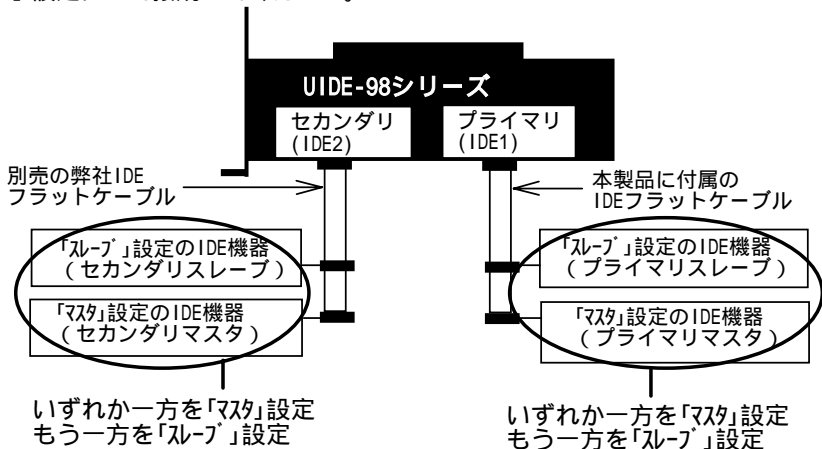 UIDE-98シリーズ
セカンダリ
(IDE2)
プライマリ
(IDE1)
別売の弊社IDE
フラットケーブル
本製品に付属の
IDEフラットケーブル
「ｽﾚｰﾌﾞ」設定のIDE機器
(セカンダリスレーブ)
「ﾏｽﾀ」設定のIDE機器
(セカンダリマスタ)
「ｽﾚｰﾌﾞ」設定のIDE機器
(プライマリスレーブ)
「ﾏｽﾀ」設定のIDE機器
(プライマリマスタ)
いずれか一方を「ﾏｽﾀ」設定
もう一方を「ｽﾚｰﾌﾞ」設定
いずれか一方を「ﾏｽﾀ」設定
もう一方を「ｽﾚｰﾌﾞ」設定